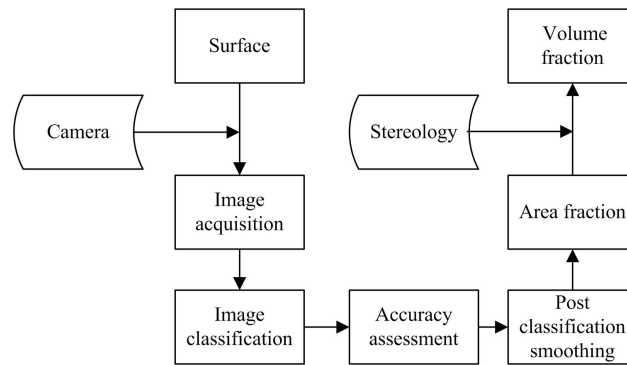 Surface
Camera
Image
acquisition
Image
classification
Accuracy
assessment
Post
classification
smoothing
Area fraction
Stereology
Volume
fraction